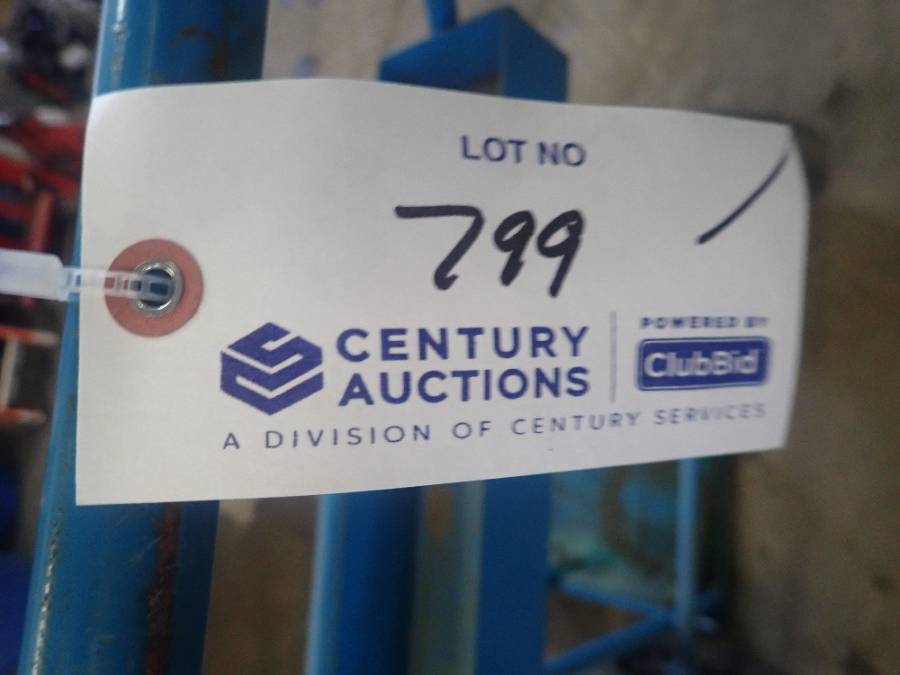 LOT NO
799
CENTURY
AUCTIONS
POWERED BY
ClubBid
A DIVISION OF CENTURY SERVICES